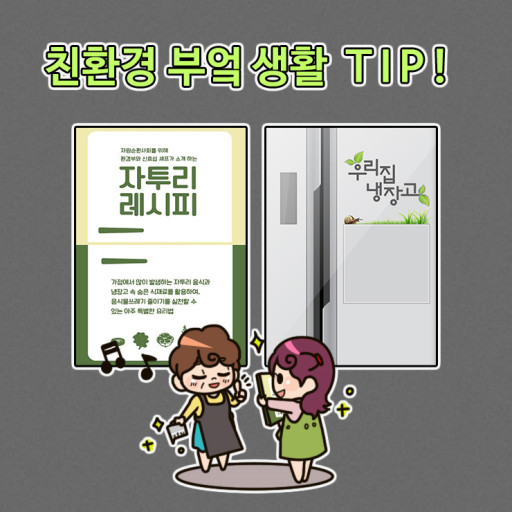 친환경 부엌 생활 TIP!
자원순환사회를 위해
환경부와 신효섭 셰프가 소개 하는
자투리
레시피
가정에서 많이 발생하는 자투리 음식과
냉장고 속 숨은 식재료를 활용하여,
음식물쓰레기 줄이기를 실천할 수
있는 아주 특별한 요리법
우리집
냉장고